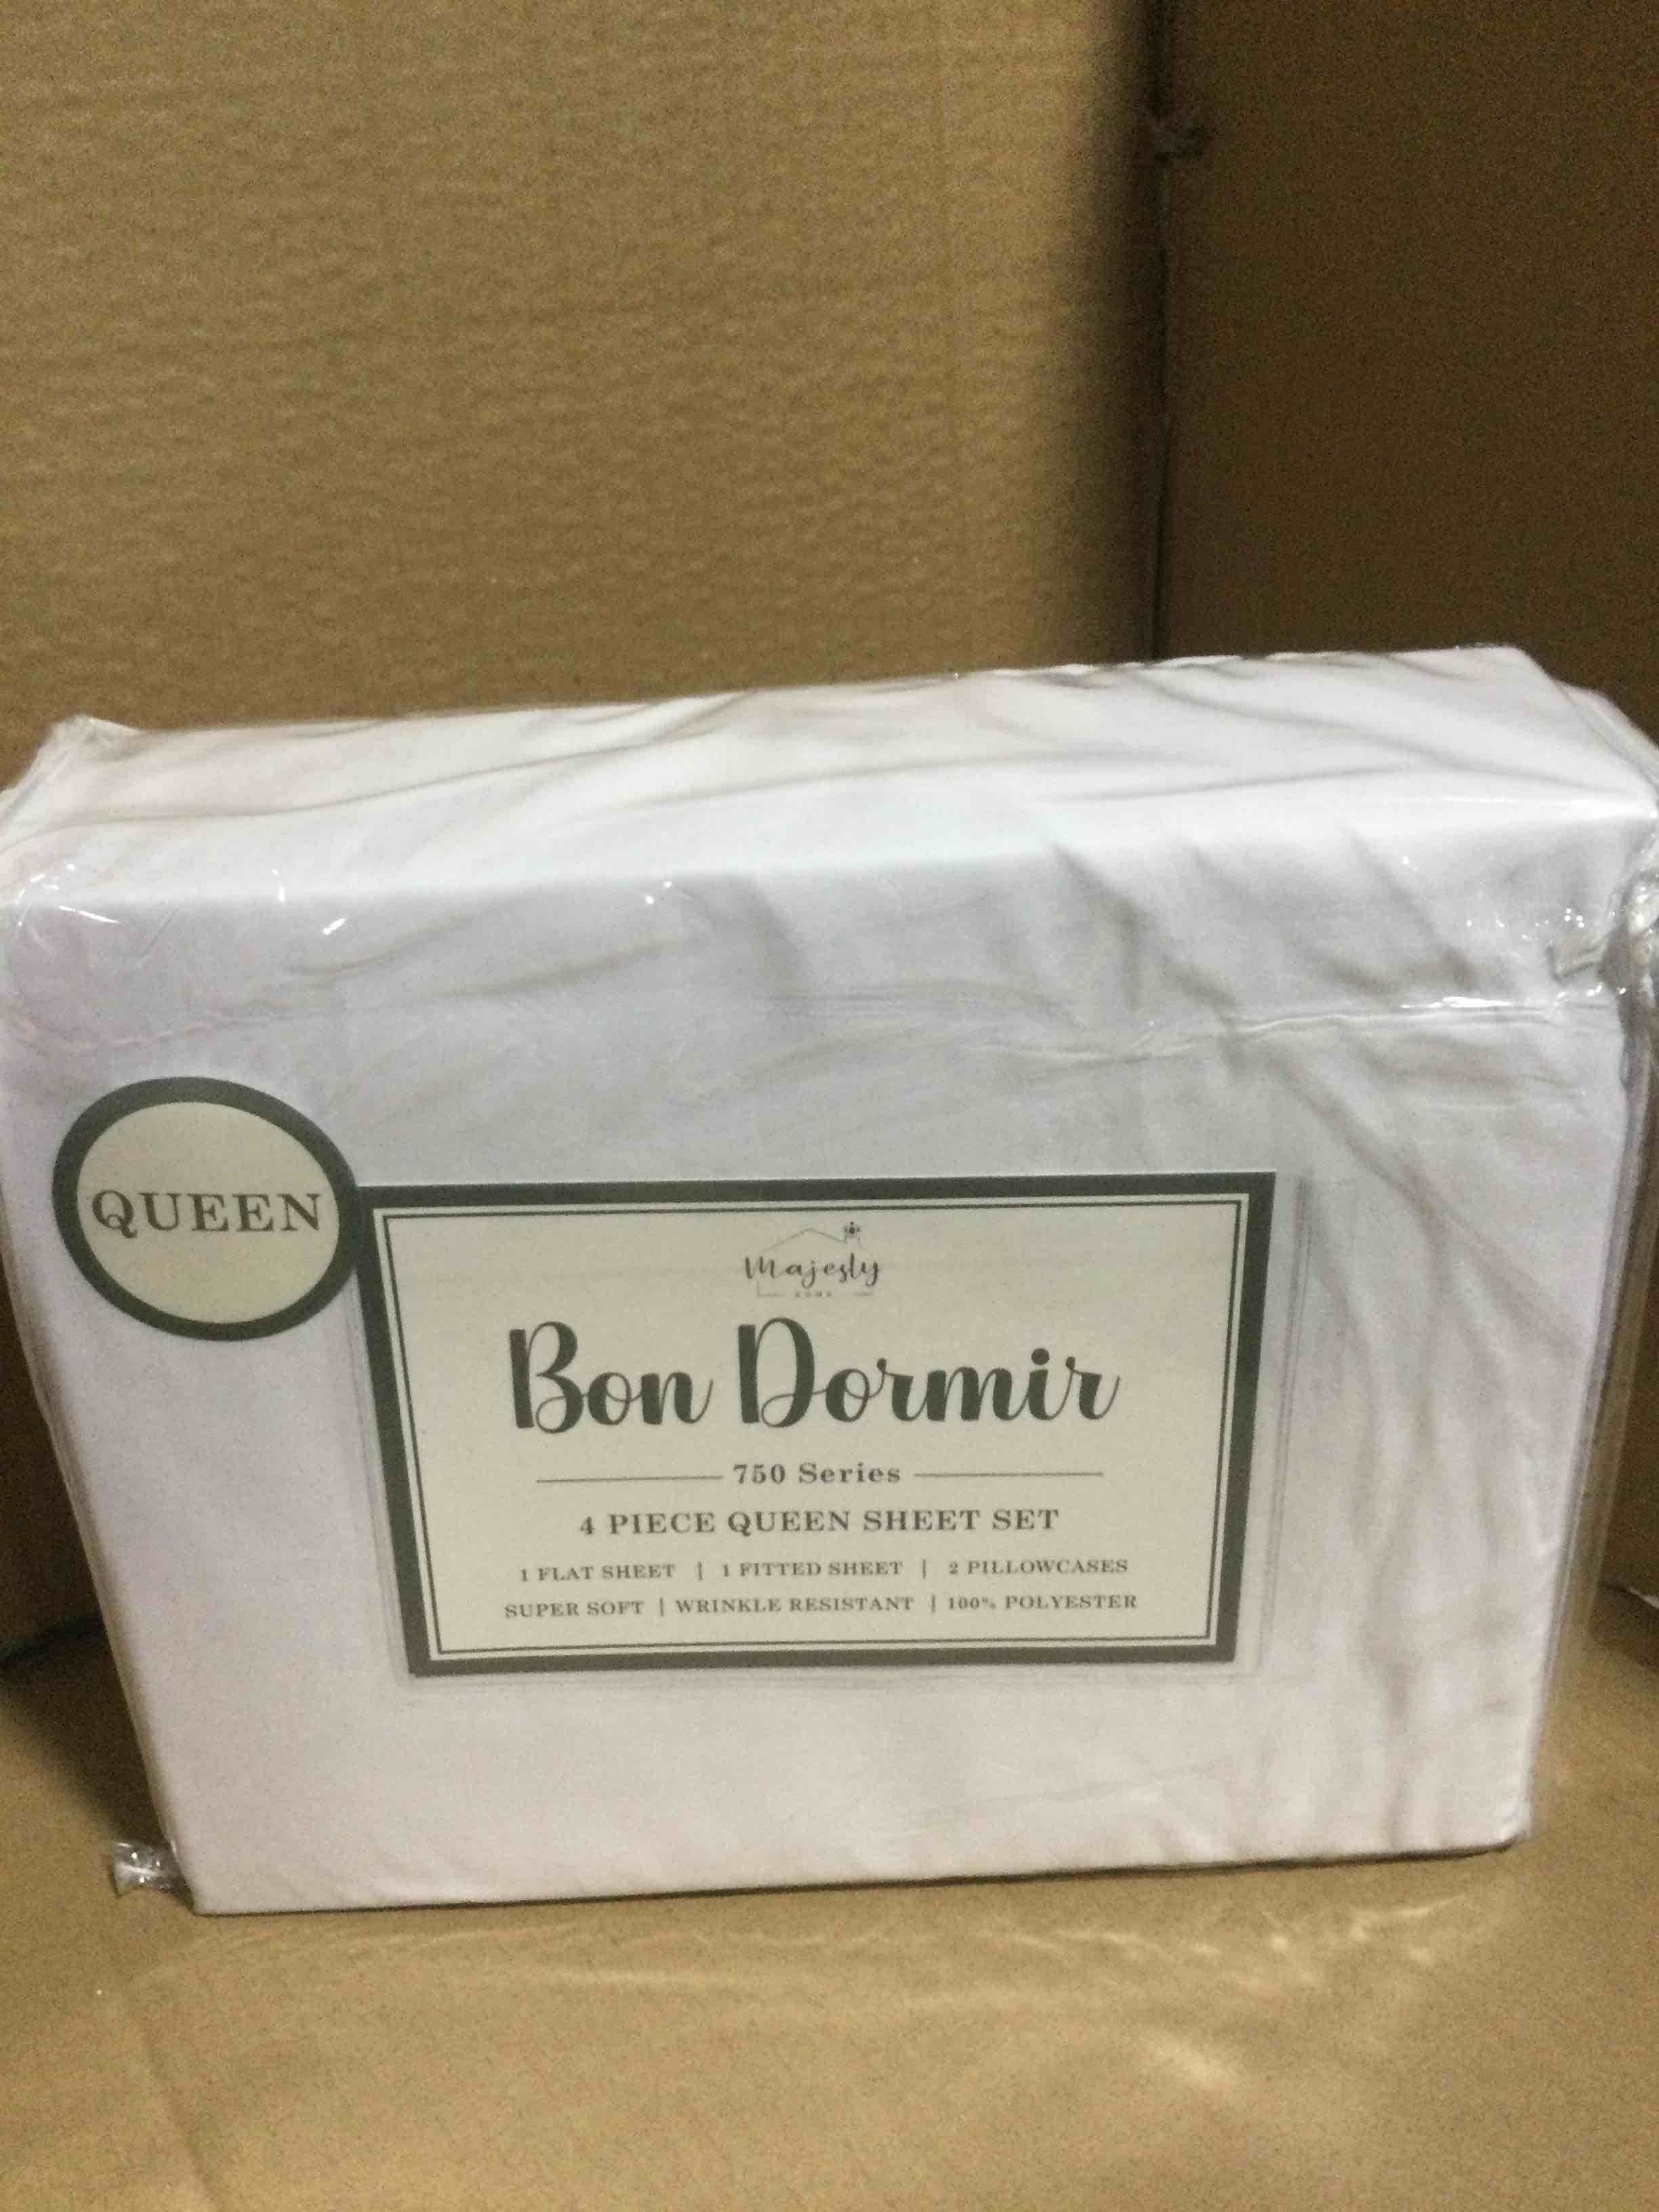 QUEEN
Majesty
HOME
Bon Dormir
750 Series
4 PIECE QUEEN SHEET SET
1 FLAT SHEET | 1 FITTED SHEET | 2 PILLOWCASES
SUPER SOFT | WRINKLE RESISTANT | 100% POLYESTER